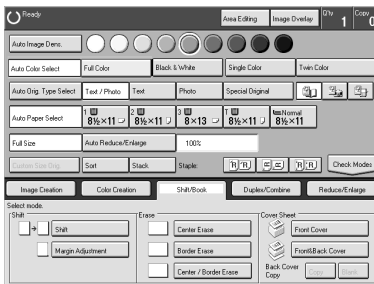 Ready Area Editing Image Overlay Q'ty 1 Copy 0
Auto Image Dens.
Auto Color Select Full Color Black & White Single Color Twin Color
Auto Orig. Type Select Text / Photo Text Photo Special Original
Auto Paper Select 1 8½×11 2 8½×11 3 8×13 T 8½×11 Normal 8½×11
Full Size Auto Reduce/Enlarge 100%
Custom Size Orig. Sort Stack Staple: Check Modes
Image Creation Color Creation Shift/Book Duplex/Combine Reduce/Enlarge
Select mode.
Shift Erase Cover Sheet
Shift Center Erase Front Cover
Margin Adjustment Border Erase Front&Back Cover
Center / Border Erase Back Cover Copy Copy Blank